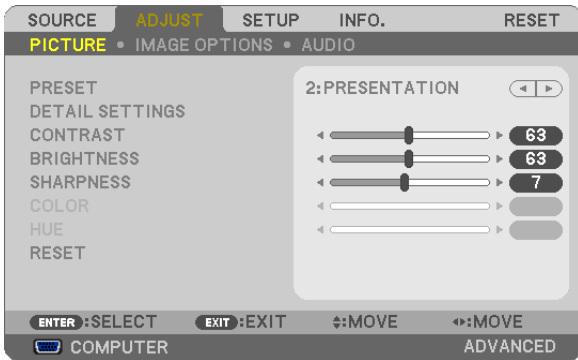 SOURCE ADJUST SETUP INFO. RESET
PICTURE • IMAGE OPTIONS • AUDIO
PRESET 2:PRESENTATION
DETAIL SETTINGS
CONTRAST 63
BRIGHTNESS 63
SHARPNESS 7
COLOR
HUE
RESET
ENTER :SELECT EXIT :EXIT :MOVE :MOVE
COMPUTER ADVANCED